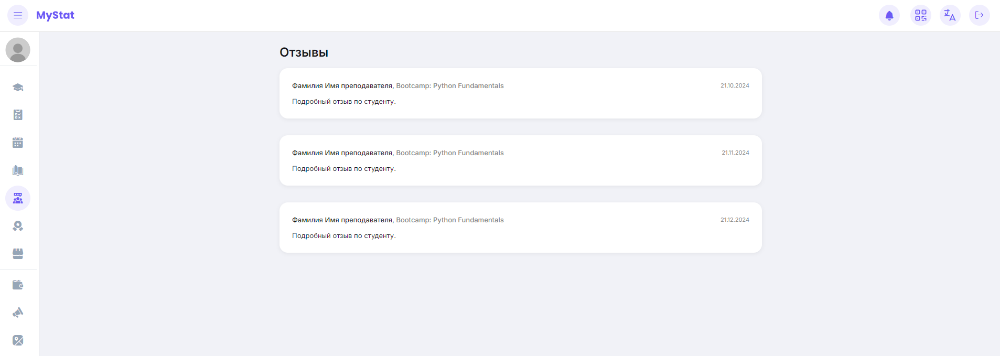 MyStat
Отзывы
Фамилия Имя преподавателя, Bootcamp: Python Fundamentals 21.10.2024
Подробный отзыв по студенту.
Фамилия Имя преподавателя, Bootcamp: Python Fundamentals 21.11.2024
Подробный отзыв по студенту.
Фамилия Имя преподавателя, Bootcamp: Python Fundamentals 21.12.2024
Подробный отзыв по студенту.